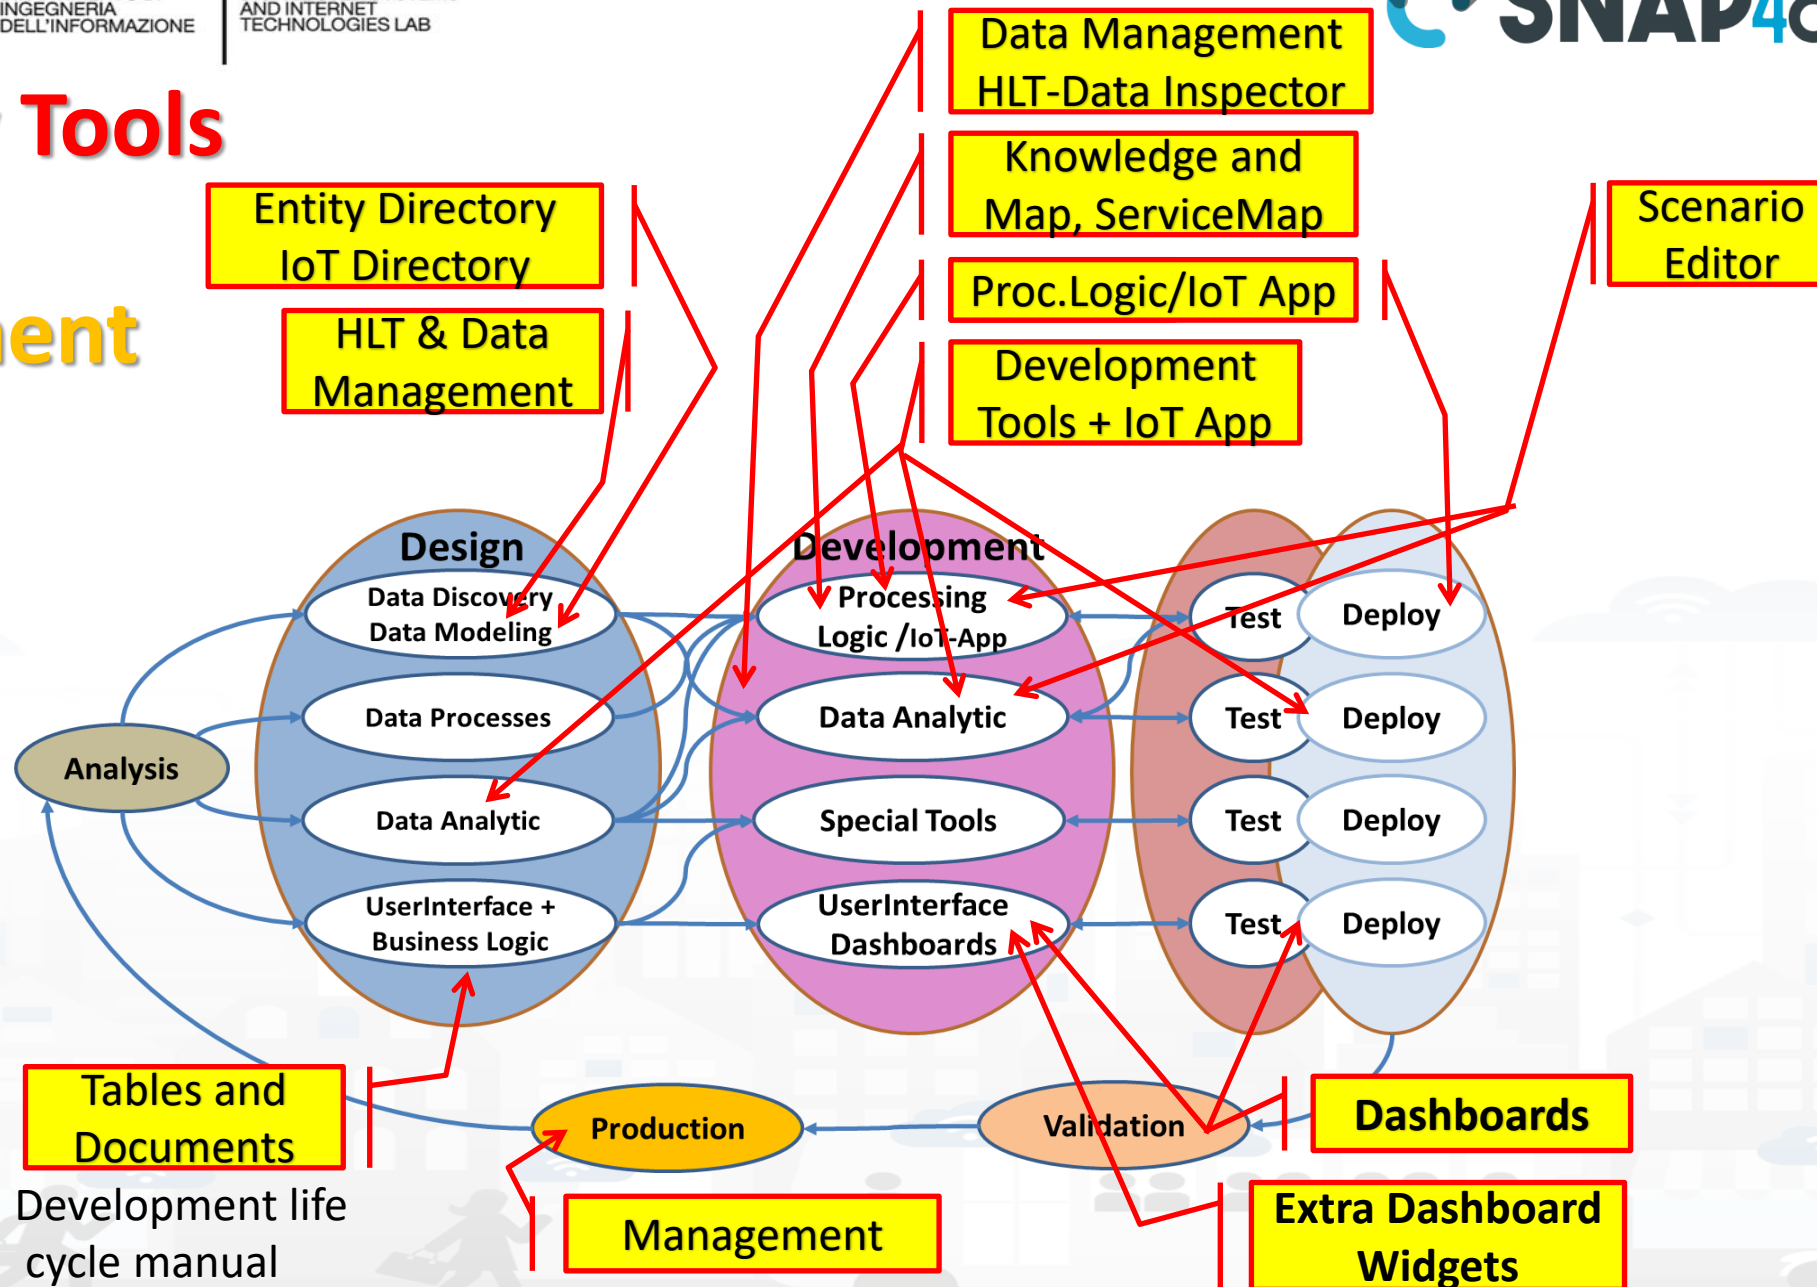 INGEGNERIA
DELL'INFORMAZIONE
AND INTERNET
TECHNOLOGIES LAB
Tools
Data Management
HLT-Data Inspector
Knowledge and
Map, ServiceMap
Entity Directory
IoT Directory
Scenario
Editor
Proc.Logic/IoT App
HLT & Data
Management
Development
Tools + IoT App
Design
Data Discovery
Data Modeling
Data Processes
Data Analytic
UserInterface +
Business Logic
Development
Processing
Logic /IoT-App
Data Analytic
Special Tools
UserInterface
Dashboards
Test
Deploy
Test
Deploy
Test
Deploy
Test
Deploy
Analysis
Production
Validation
Tables and
Documents
Development life
cycle manual
Management
Dashboards
Extra Dashboard
Widgets